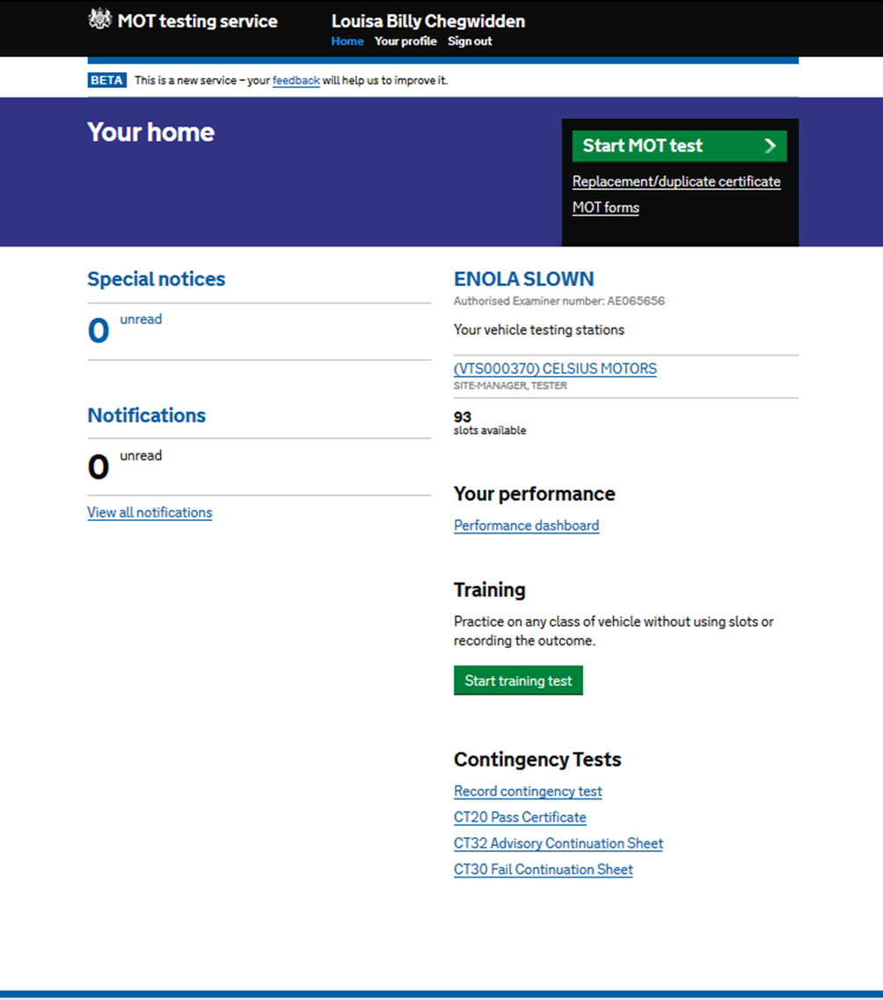 MOT testing service
Louisa Billy Chegwidden
Home Your profile Sign out
BETA This is a new service – your feedback will help us to improve it.
Your home
Start MOT test
Replacement/duplicate certificate
MOT forms
Special notices
0 unread
Notifications
0 unread
View all notifications
ENOLA SLOWN
Authorised Examiner number: AE065656
Your vehicle testing stations
(VTS000370) CELSIUS MOTORS
SITE-MANAGER, TESTER
93
slots available
Your performance
Performance dashboard
Training
Practice on any class of vehicle without using slots or
recording the outcome.
Start training test
Contingency Tests
Record contingency test
CT20 Pass Certificate
CT32 Advisory Continuation Sheet
CT30 Fail Continuation Sheet